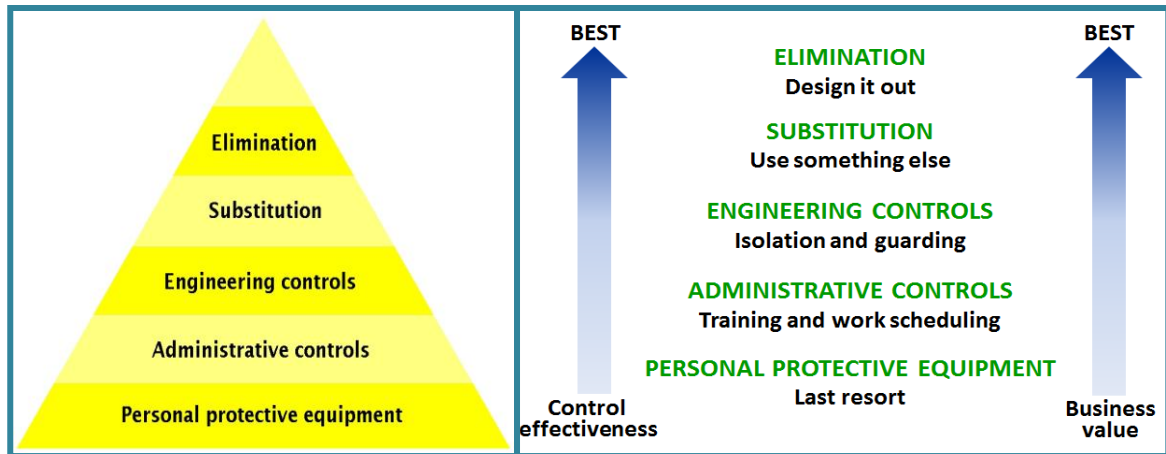 Elimination
Substitution
Engineering controls
Administrative controls
Personal protective equipment
BEST
Control
effectiveness
ELIMINATION
Design it out
SUBSTITUTION
Use something else
ENGINEERING CONTROLS
Isolation and guarding
ADMINISTRATIVE CONTROLS
Training and work scheduling
PERSONAL PROTECTIVE EQUIPMENT
Last resort
BEST
Business
value